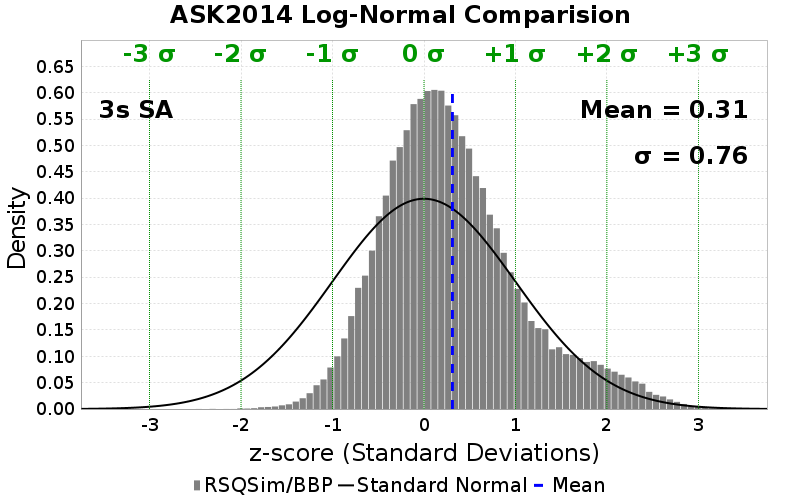 ASK2014 Log-Normal Comparision
-3 σ -2 σ -1 σ 0 σ +1 σ +2 σ +3 σ
3s SA
Mean = 0.31
σ = 0.76
0.65
0.60
0.55
0.50
0.45
0.40
0.35
0.30
0.25
0.20
0.15
0.10
0.05
0.00
Density
-3 -2 -1 0 1 2 3
z-score (Standard Deviations)
RSQSim/BBP Standard Normal Mean